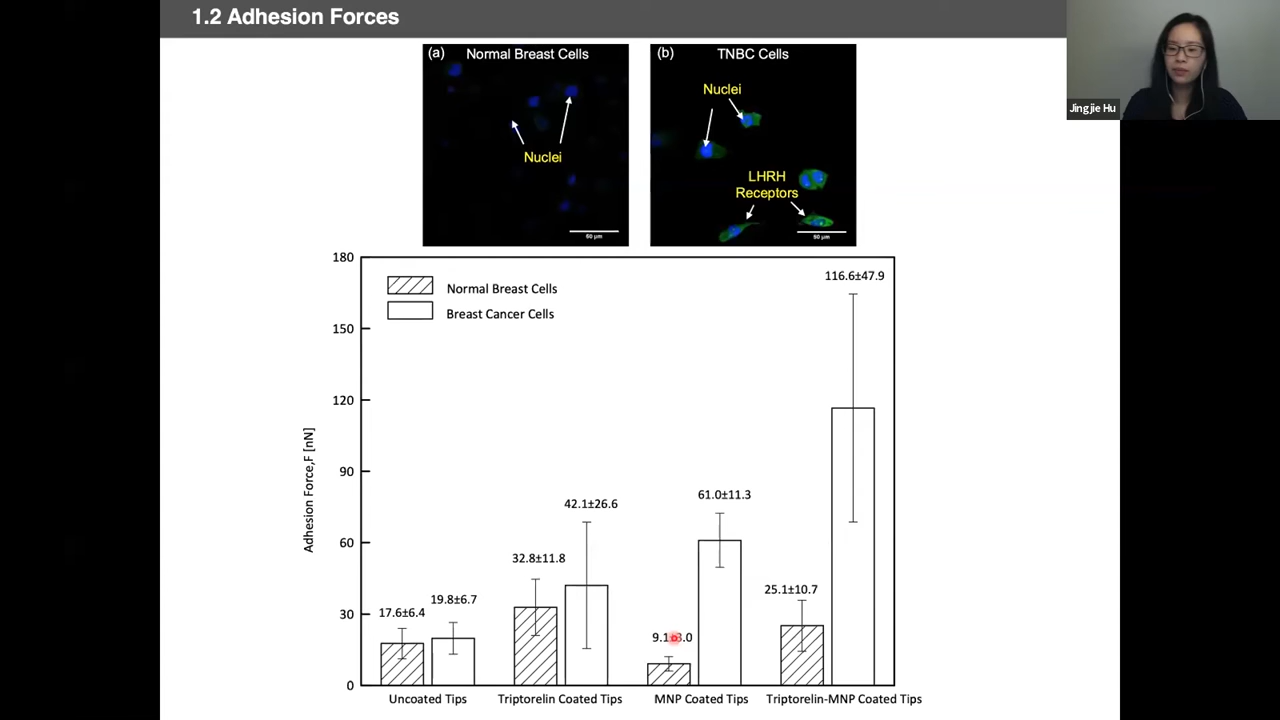 1.2 Adhesion Forces
Jingjie Hu
(a) Normal Breast Cells
Nuclei
50 µm
(b) TNBC Cells
Nuclei
LHRH
Receptors
50 µm
180
150
120
90
60
30
0
Adhesion Force,F [nN]
Normal Breast Cells
Breast Cancer Cells
17.6±6.4
19.8±6.7
32.8±11.8
42.1±26.6
9.1±3.0
61.0±11.3
25.1±10.7
116.6±47.9
Uncoated Tips
Triptorelin Coated Tips
MNP Coated Tips
Triptorelin-MNP Coated Tips